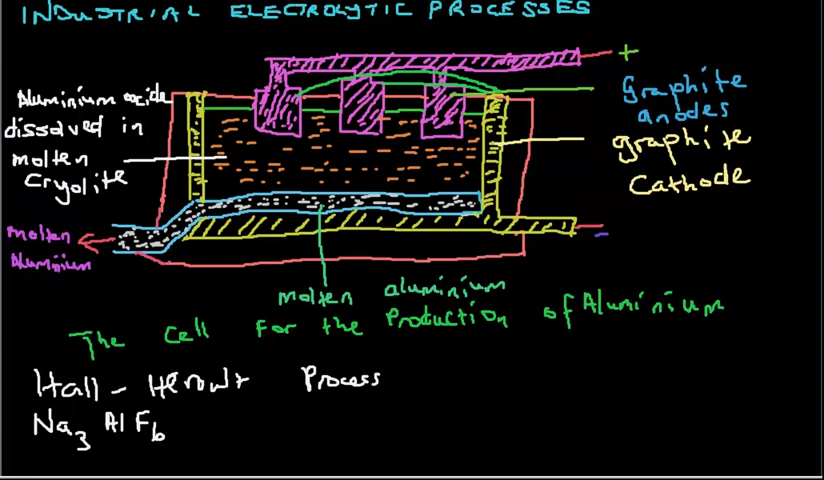 INDUSTRIAL ELECTROLYTIC PROCESSES
+
Graphite
anodes
graphite
Cathode
Aluminium oxide
dissolved in
molten
Cryolite
molten
Aluminium
-
molten aluminium
The Cell For the Production of Aluminium
Hall - Heroult Process
Na3 AlF6